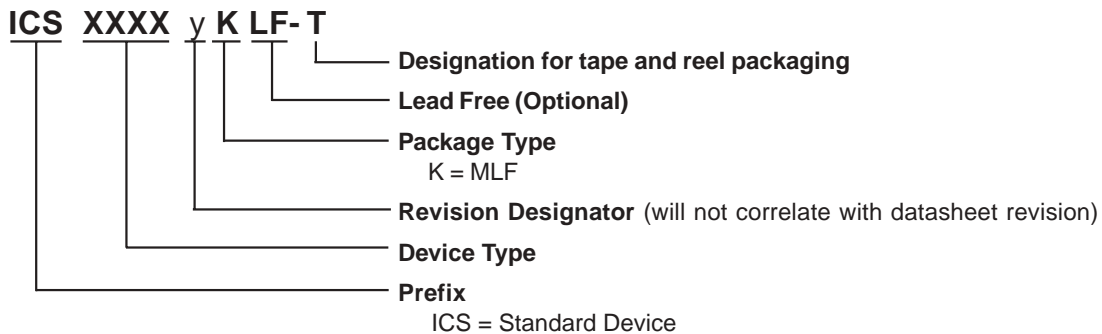 ICS XXXX y K LF- T
Designation for tape and reel packaging
Lead Free (Optional)
Package Type
K = MLF
Revision Designator (will not correlate with datasheet revision)
Device Type
Prefix
ICS = Standard Device